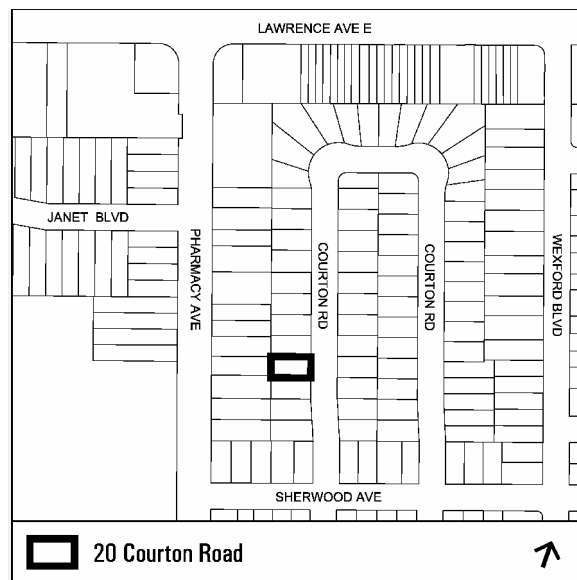 LAWRENCE AVE E
JANET BLVD
PHARMACY AVE
COURTON RD
COURTON RD
WEXFORD BLVD
SHERWOOD AVE
20 Courton Road